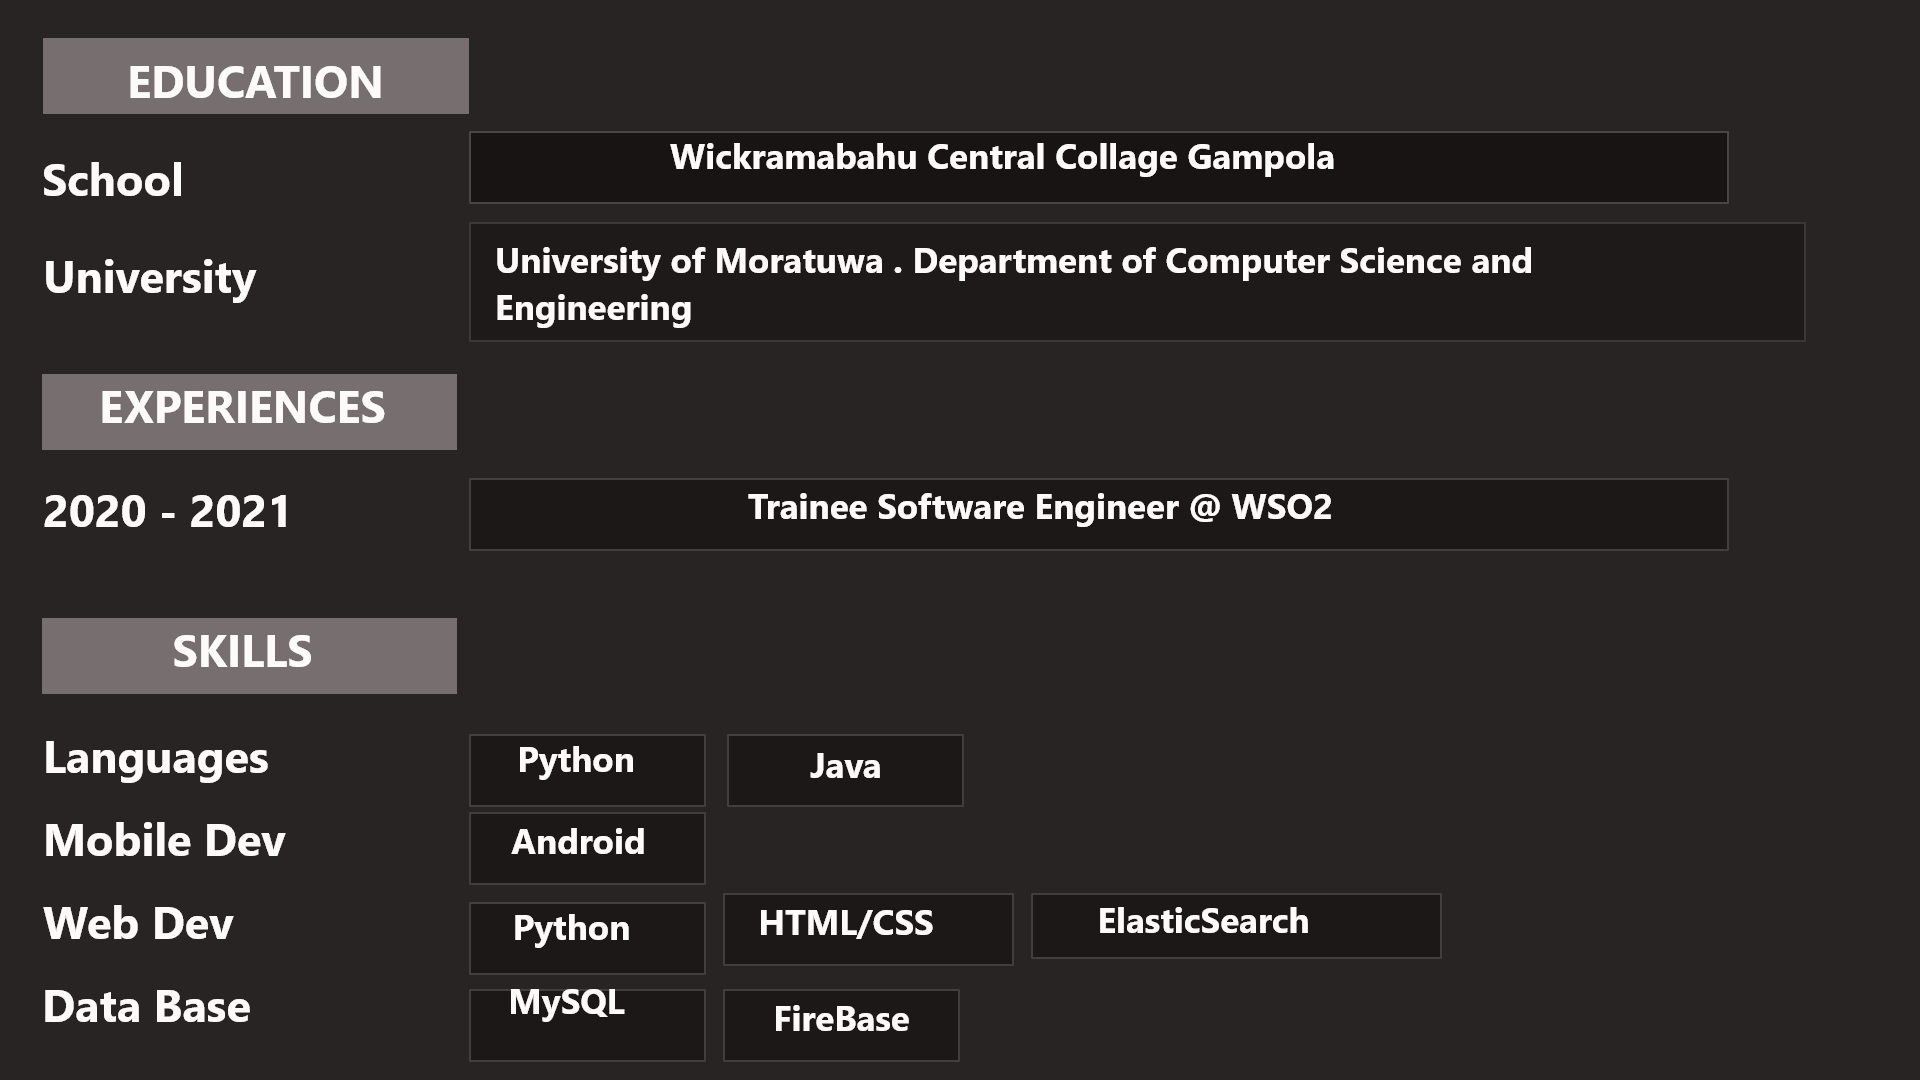 EDUCATION
School
Wickramabahu Central Collage Gampola
University
University of Moratuwa . Department of Computer Science and
Engineering
EXPERIENCES
2020 - 2021
Trainee Software Engineer @ WSO2
SKILLS
Languages
Python
Java
Mobile Dev
Android
Web Dev
Python
HTML/CSS
ElasticSearch
Data Base
MySQL
FireBase